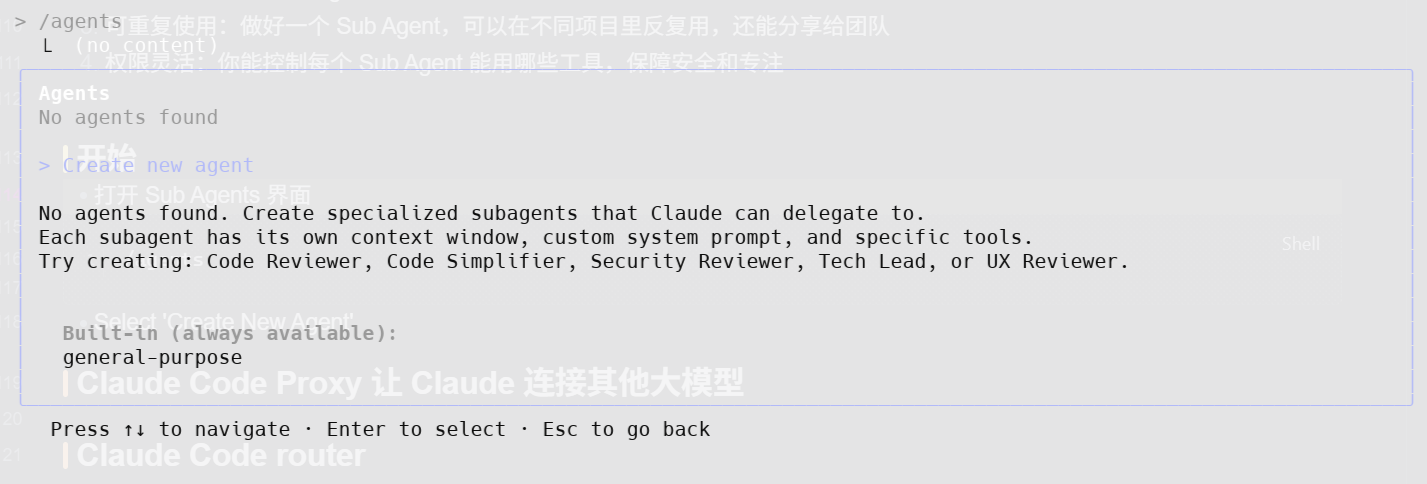 > /agents
可重复使用：做好一个 Sub Agent，可以在不同项目里反复用，还能分享给团队
└ (no content)
111
4. 权限灵活：你能控制每个 Sub Agent 能用哪些工具，保障安全和专注
Agents
112
No agents found
开始
> Create new agent
• 打开 Sub Agents 界面
No agents found. Create specialized subagents that Claude can delegate to.
Each subagent has its own context window, custom system prompt, and specific tools.
Shell
Try creating: Code Reviewer, Code Simplifier, Security Reviewer, Tech Lead, or UX Reviewer.
• Select 'Create New Agent'
Built-in (always available):
general-purpose
Claude Code Proxy 让 Claude 连接其他大模型
20
Press ↑↓ to navigate · Enter to select · Esc to go back
21
Claude Code router